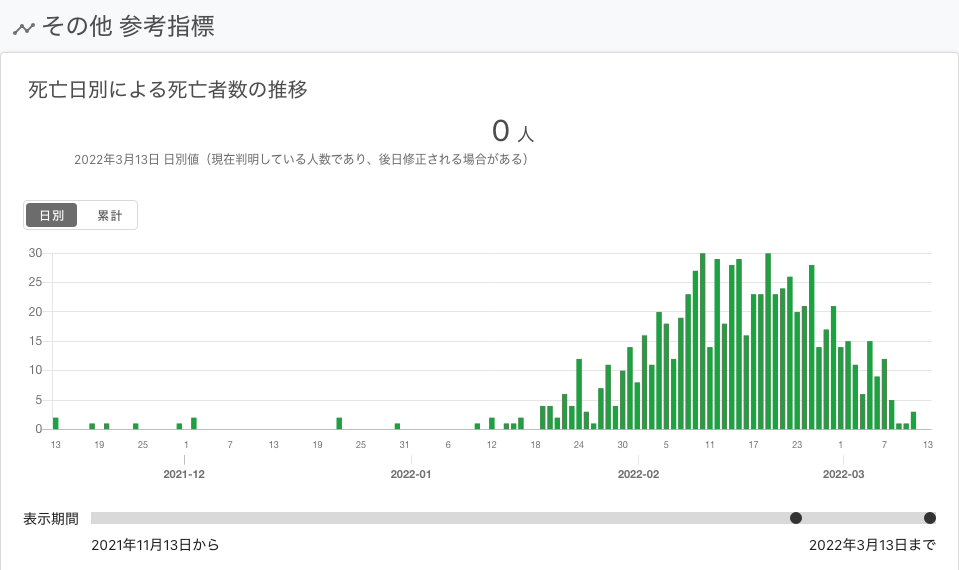 その他 参考指標
死亡日別による死亡者数の推移
0 人
2022年3月13日 日別値（現在判明している人数であり、後日修正される場合がある）
日別 累計
30
25
20
15
10
5
0
13 19 25 1 7 13 19 25 31 6 12 18 24 30 5 11 17 23 1 7 13
2021-12 2022-01 2022-02 2022-03
表示期間
2021年11月13日から 2022年3月13日まで